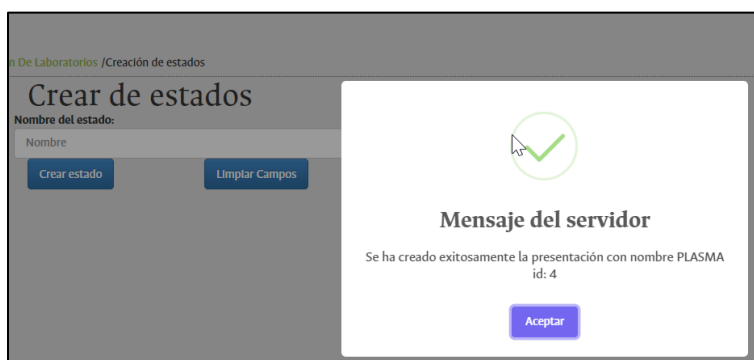 n De Laboratorios /Creación de estados
Crear de estados
Nombre del estado:
Nombre
Crear estado Limpiar Campos
Mensaje del servidor
Se ha creado exitosamente la presentación con nombre PLASMA
id: 4
Aceptar